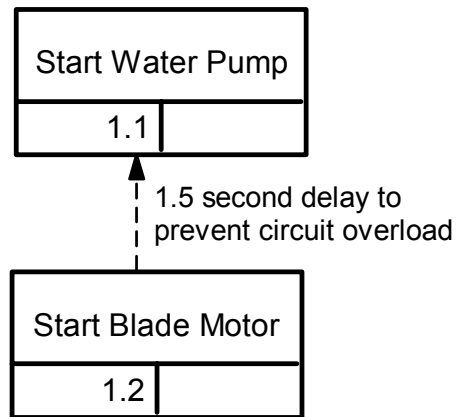 Start Water Pump
1.1
1.5 second delay to
prevent circuit overload
Start Blade Motor
1.2